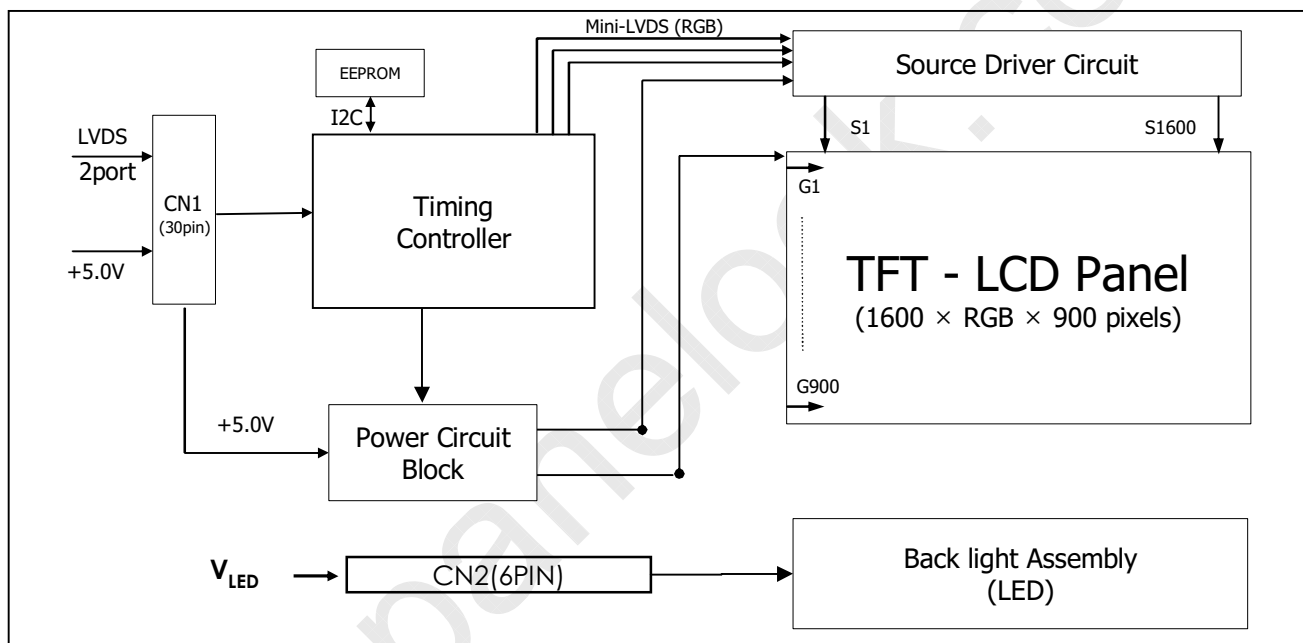 Mini-LVDS (RGB)
EEPROM
I2C
Source Driver Circuit
S1
S1600
LVDS
2port
CN1
(30pin)
+5.0V
Timing
Controller
G1
TFT - LCD Panel
(1600 × RGB × 900 pixels)
G900
+5.0V
Power Circuit
Block
VLED
CN2(6PIN)
Back light Assembly
(LED)